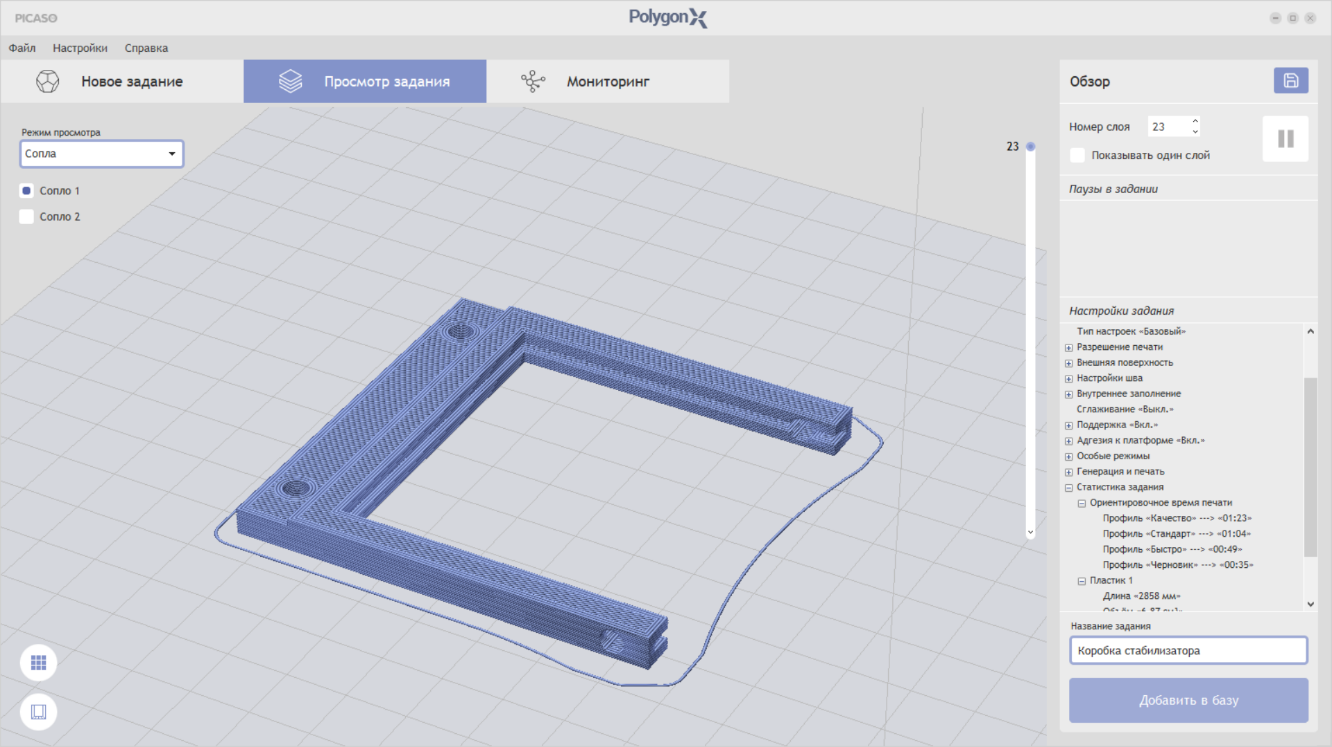 PICASO
PolygonX
Файл Настройки Справка
Новое задание
Просмотр задания
Мониторинг
Режим просмотра
Сопла
Сопло 1
Сопло 2
23
Обзор
Номер слоя 23
Показывать один слой
Паузы в задании
Настройки задания
Тип настроек «Базовый»
Разрешение печати
Внешняя поверхность
Настройки шва
Внутреннее заполнение
Сглаживание «Выкл.»
Поддержка «Вкл.»
Адгезия к платформе «Вкл.»
Особые режимы
Генерация и печать
Статистика задания
Ориентировочное время печати
Профиль «Качество» ---> «01:23»
Профиль «Стандарт» ---> «01:04»
Профиль «Быстро» ---> «00:49»
Профиль «Черновик» ---> «00:35»
Пластик 1
Длина «2858 мм»
Название задания
Коробка стабилизатора
Добавить в базу